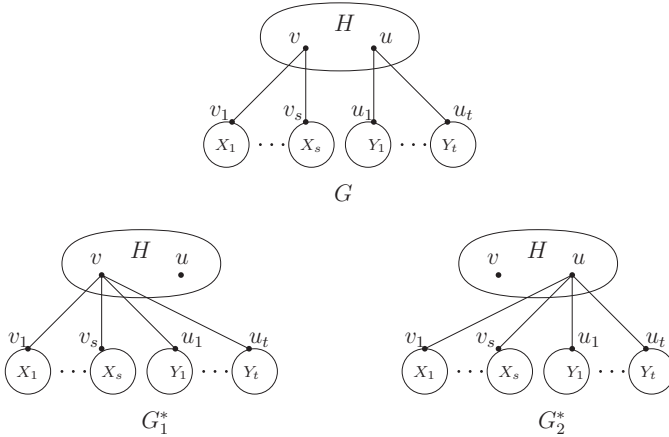 H
v u
v₁ vₛ u₁ uₜ
X₁ ··· Xₛ Y₁ ··· Yₜ
G
H H
v u v u
v₁ vₛ u₁ uₜ v₁ vₛ u₁ uₜ
X₁ ··· Xₛ Y₁ ··· Yₜ X₁ ··· Xₛ Y₁ ··· Yₜ
G₁* G₂*